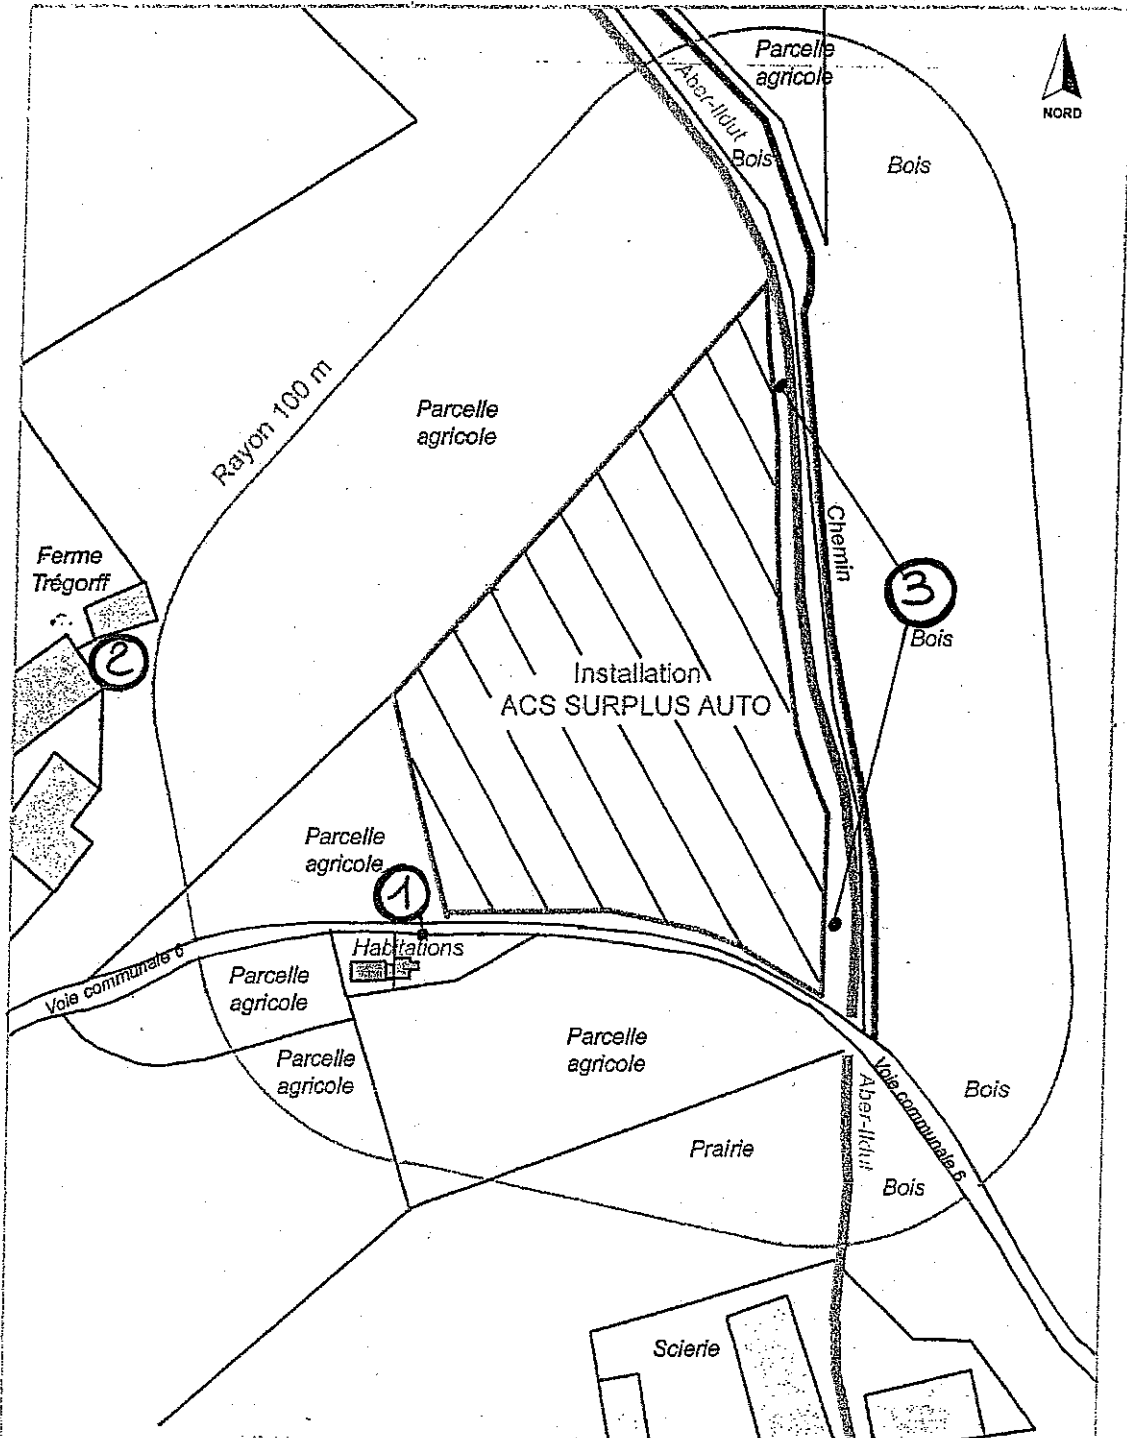 Parcelle
agricole
NORD
Aber-Ildut
Bois
Bois
Rayon 100 m
Parcelle
agricole
Chemin
Ferme
Trégorff
3
Bois
2
Installation
ACS SURPLUS AUTO
Parcelle
agricole
1
Habitations
Voie communale 6
Parcelle
agricole
Parcelle
agricole
Parcelle
agricole
Voie communale 6
Aber-Ildut
Bois
Prairie
Bois
Scierie